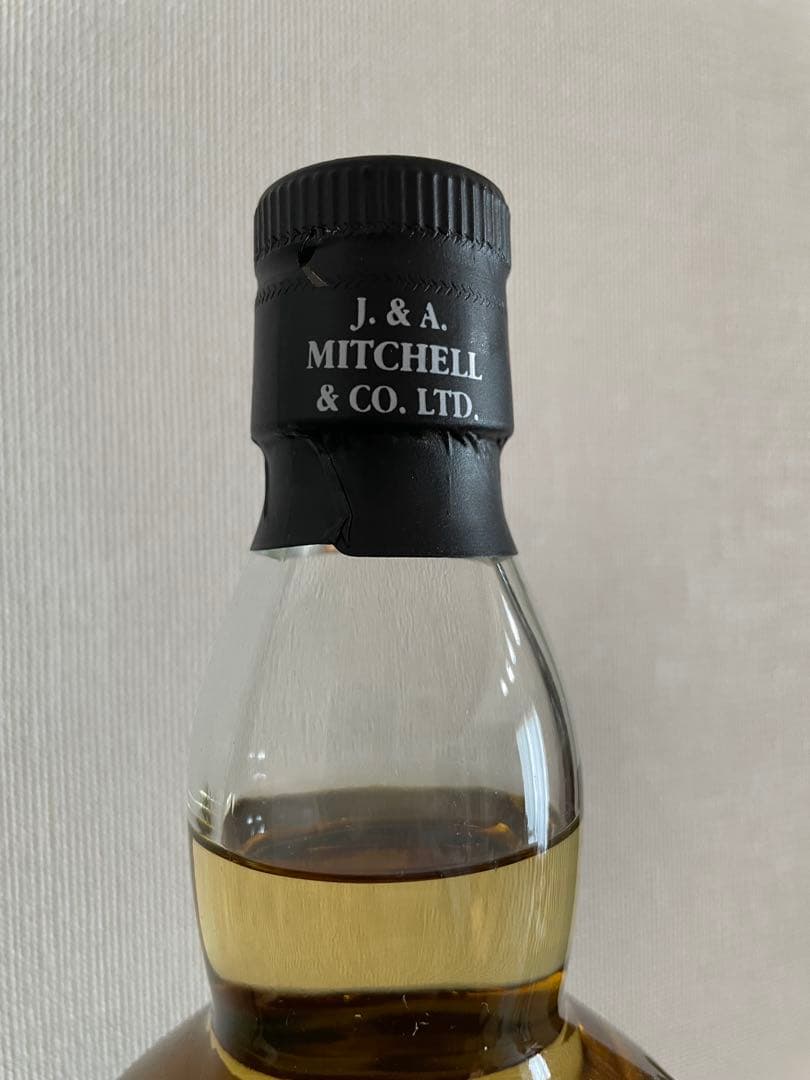 J. & A.
MITCHELL
& CO. LTD.